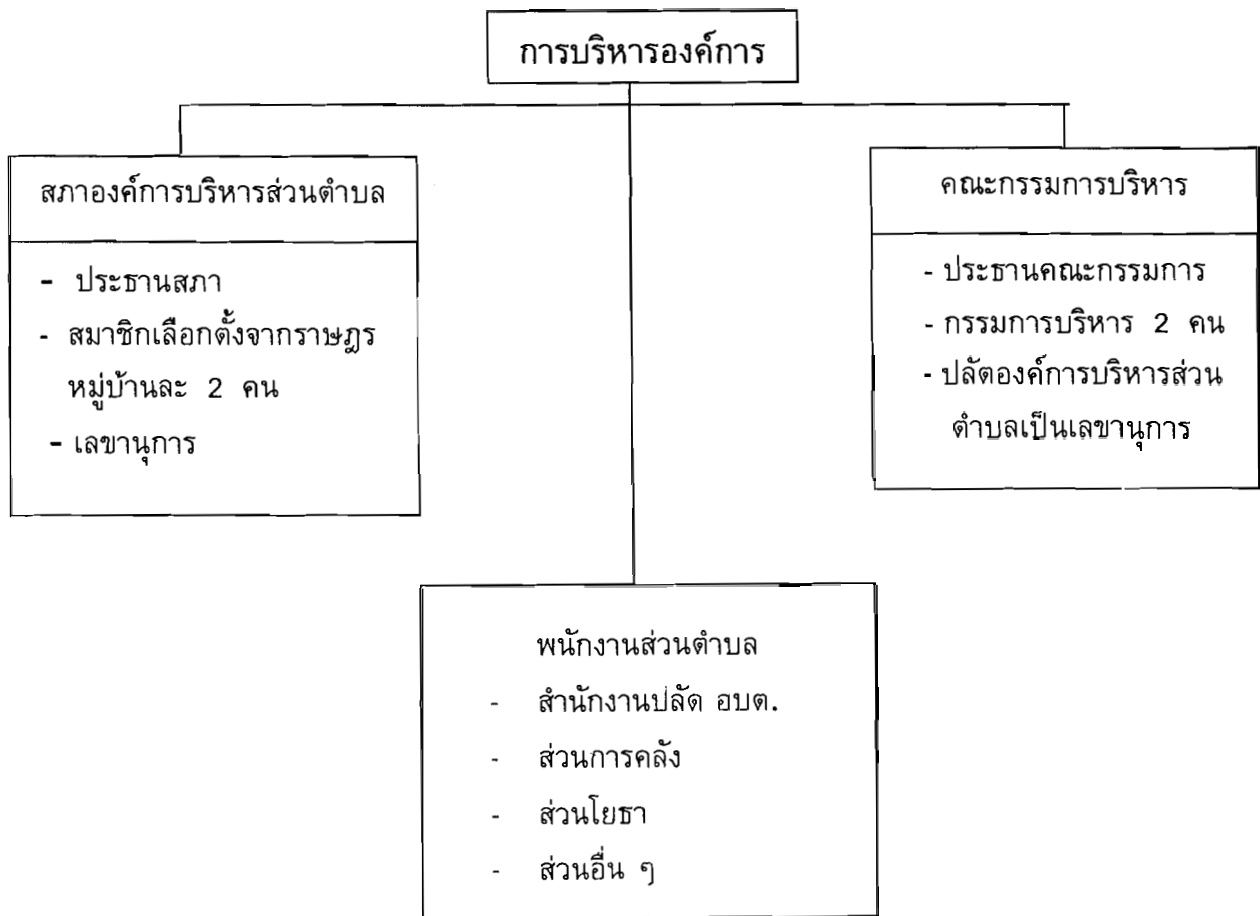 การบริหารองค์การ
สภาองค์การบริหารส่วนตำบล
- ประธานสภา
- สมาชิกเลือกตั้งจากราษฎร
หมู่บ้านละ 2 คน
- เลขานุการ
คณะกรรมการบริหาร
- ประธานคณะกรรมการ
- กรรมการบริหาร 2 คน
- ปลัตองค์การบริหารส่วน
ตำบลเป็นเลขานุการ
พนักงานส่วนตำบล
- สำนักงานปลัด อบต.
- ส่วนการคลัง
- ส่วนโยธา
- ส่วนอื่น ๆ